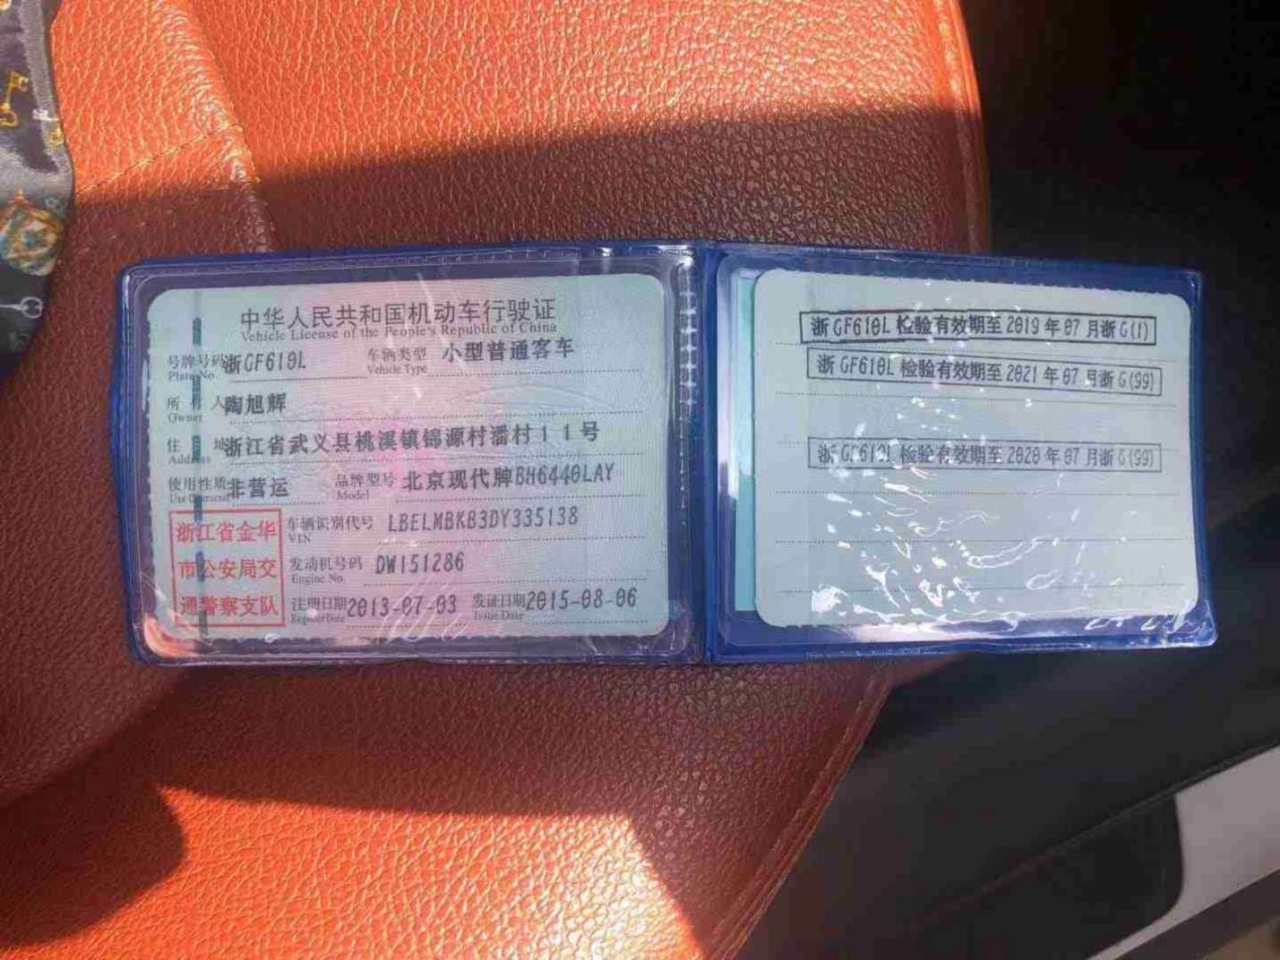 中华人民共和国机动车行驶证
Vehicle License of the People's Republic of China
号牌号码 浙GF610L 车辆类型 小型普通客车
Plate No. Vehicle Type
所有人 陶旭辉
Owner
住址 浙江省武义县桃溪镇锦源村潘村11号
Address
使用性质 非营运 品牌型号 北京现代牌BH6440LAY
Use Character Model
浙江省金华 车辆识别代号 LBELMBKB3DY335138
VIN
市公安局交 发动机号码 DW151286
Engine No.
通警察支队 注册日期 2013-07-03 发证日期 2015-08-06
Register Date Issue Date
浙GF610L 检验有效期至2019年07月浙G(1)
浙GF610L 检验有效期至2021年07月浙G(99)
浙GF610L 检验有效期至2020年07月浙G(99)